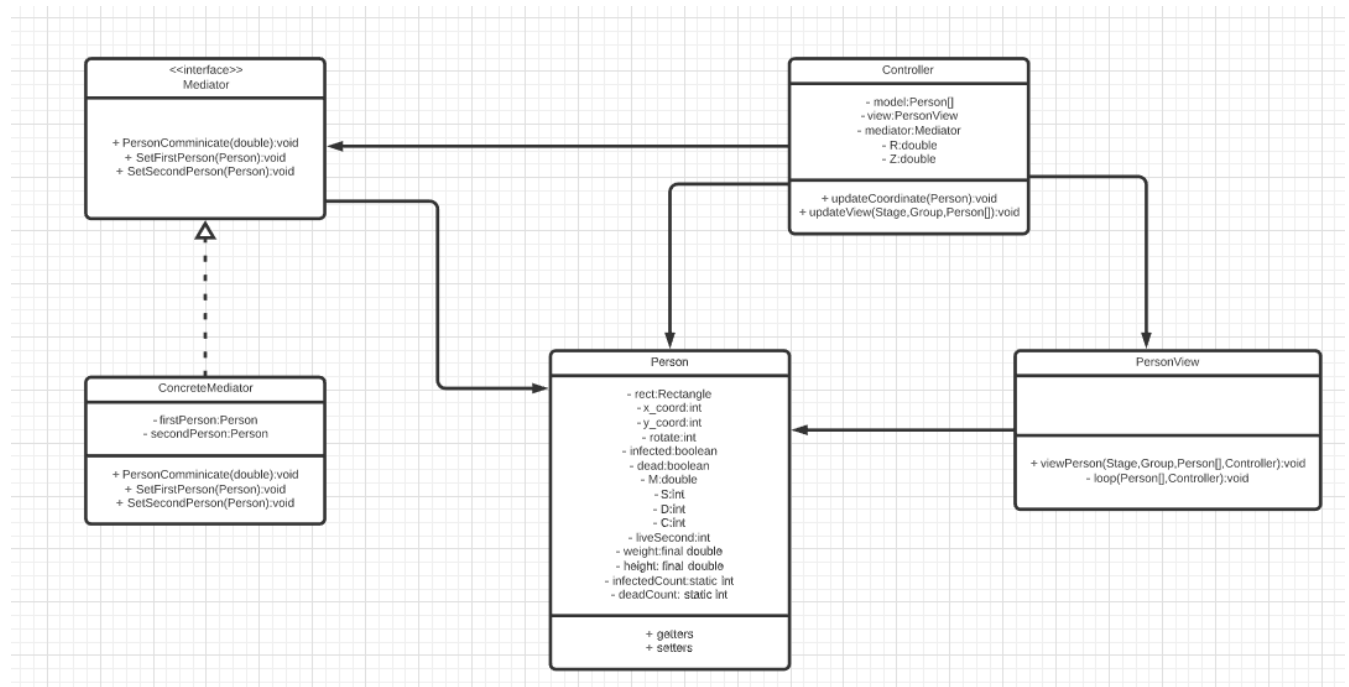 <<interface>>
Mediator
+ PersonComminicate(double):void
+ SetFirstPerson(Person):void
+ SetSecondPerson(Person):void
Controller
- model:Person[]
- view:PersonView
- mediator:Mediator
- R:double
- Z:double
+ updateCoordinate(Person):void
+ updateView(Stage,Group,Person[]):void
ConcreteMediator
- firstPerson:Person
- secondPerson:Person
+ PersonComminicate(double):void
+ SetFirstPerson(Person):void
+ SetSecondPerson(Person):void
Person
- rect:Rectangle
- x_coord:int
- y_coord:int
- rotate:int
- infected:boolean
- dead:boolean
- M:double
- S:int
- D:int
- C:int
- liveSecond:int
- weight:final double
- height: final double
- infectedCount:static int
- deadCount: static int
+ getters
+ setters
PersonView
+ viewPerson(Stage,Group,Person[],Controller):void
- loop(Person[],Controller):void